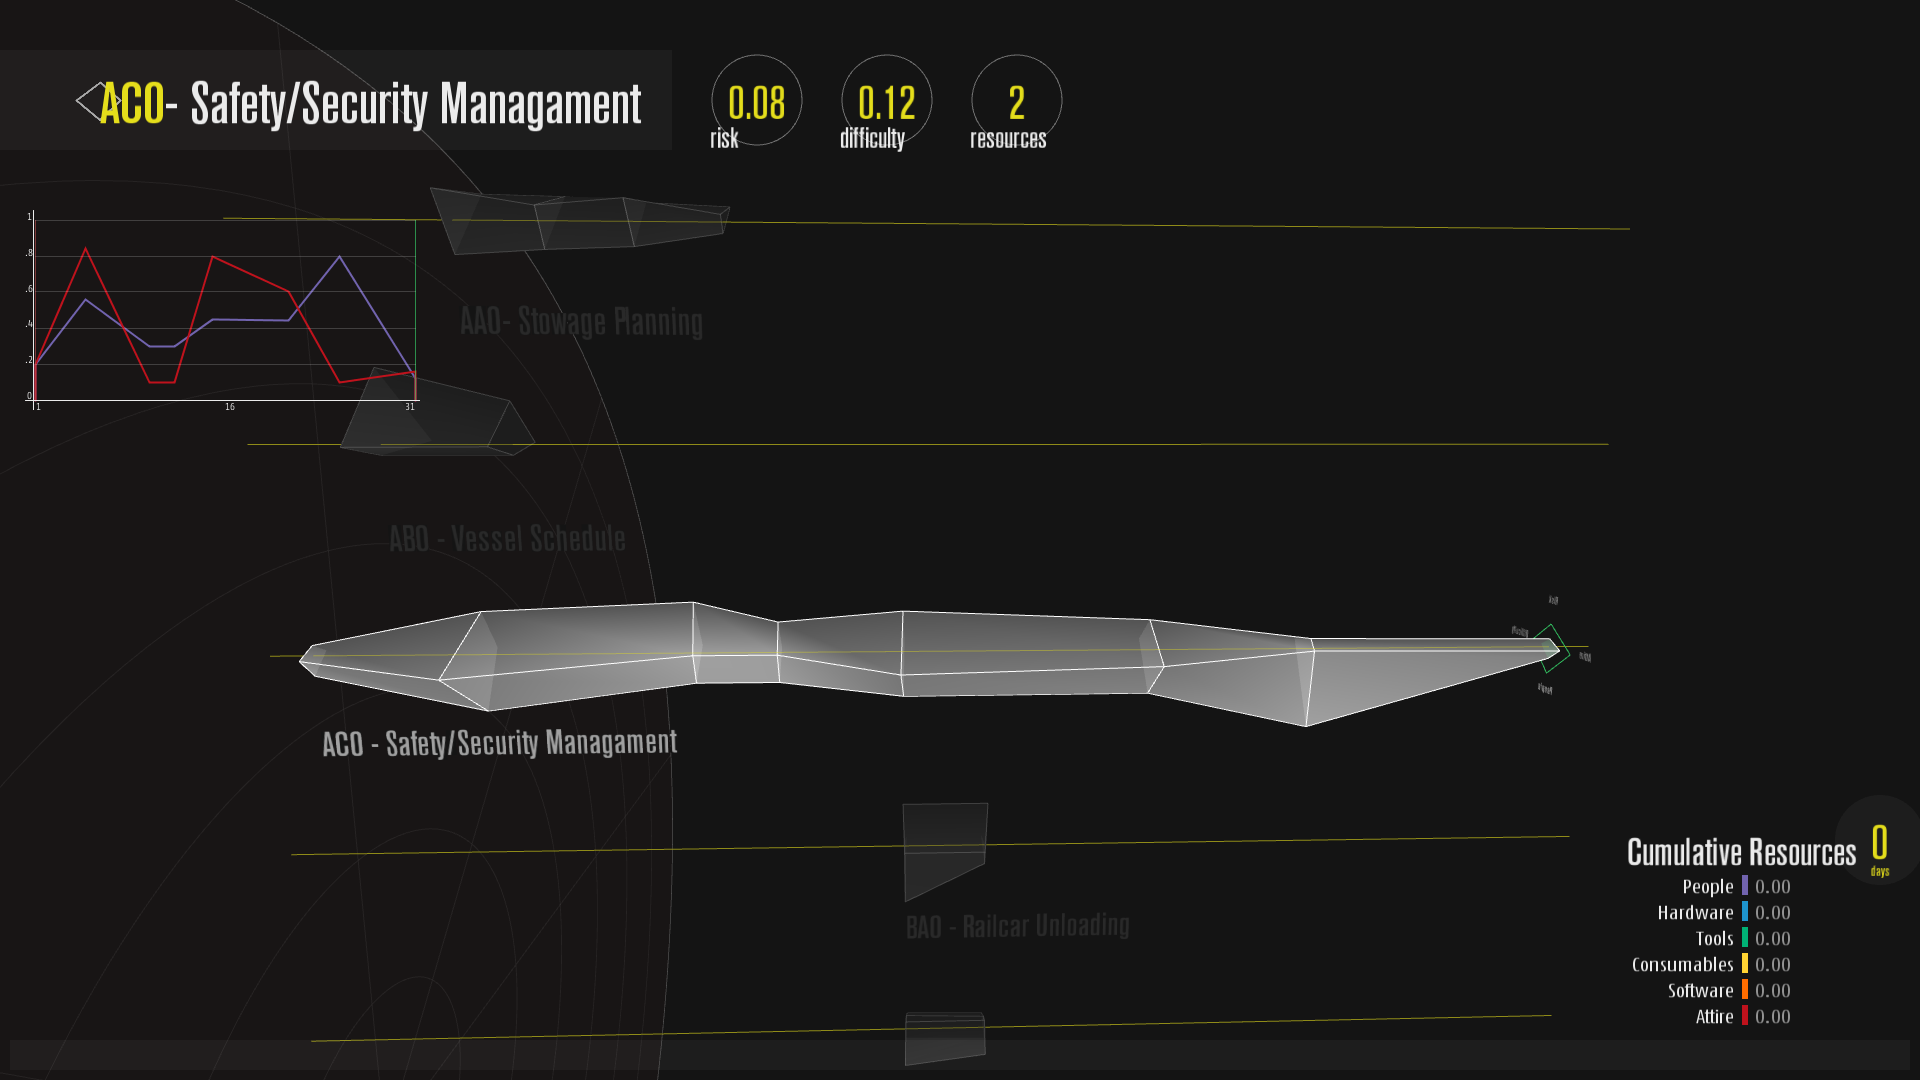 ACO- Safety/Security Managament
0.08
risk
0.12
difficulty
2
resources
1
.8
.6
.4
.2
0
1
16
31
AAO- Stowage Planning
ABO - Vessel Schedule
ACO - Safety/Security Managament
Risk
People
BAO - Railcar Unloading
Cumulative Resources
0
days
People 0.00
Hardware 0.00
Tools 0.00
Consumables 0.00
Software 0.00
Attire 0.00